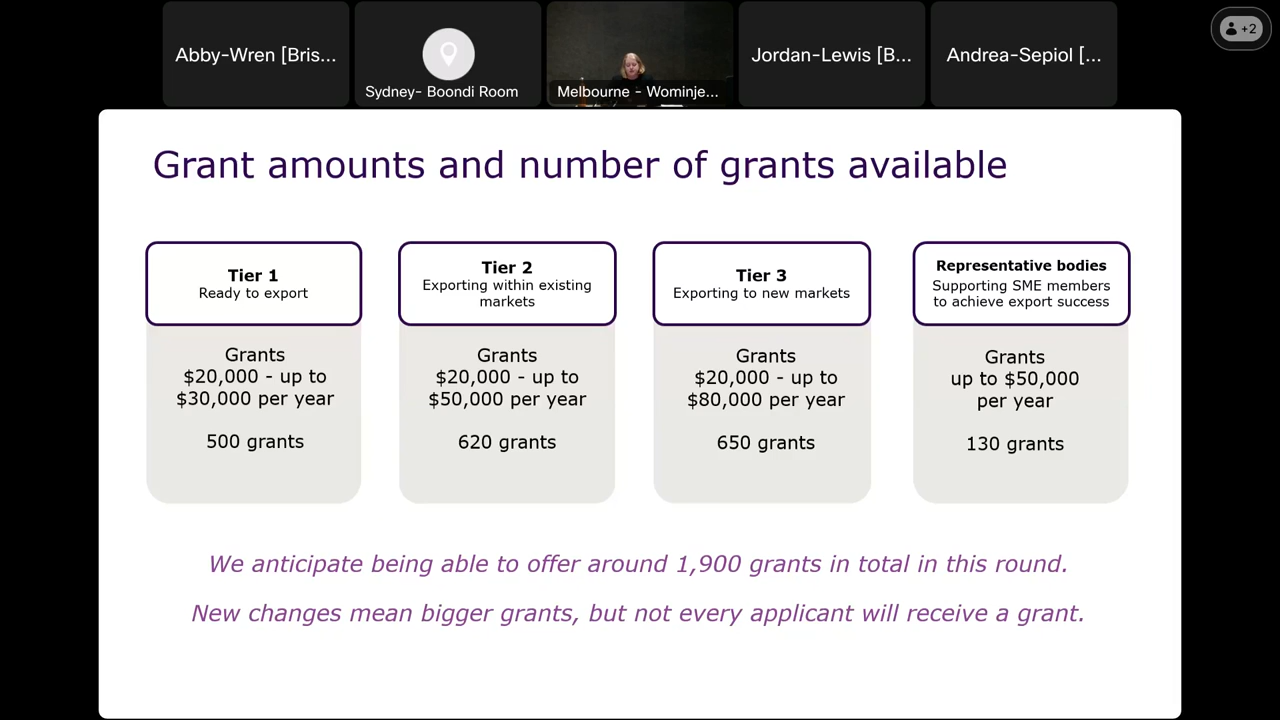 Abby-Wren [Bris...
Sydney- Boondi Room
Melbourne - Wominje...
Jordan-Lewis [B...
Andrea-Sepiol [...
+2
Grant amounts and number of grants available
Tier 1
Ready to export
Grants
$20,000 - up to
$30,000 per year
500 grants
Tier 2
Exporting within existing
markets
Grants
$20,000 - up to
$50,000 per year
620 grants
Tier 3
Exporting to new markets
Grants
$20,000 - up to
$80,000 per year
650 grants
Representative bodies
Supporting SME members
to achieve export success
Grants
up to $50,000
per year
130 grants
We anticipate being able to offer around 1,900 grants in total in this round.
New changes mean bigger grants, but not every applicant will receive a grant.